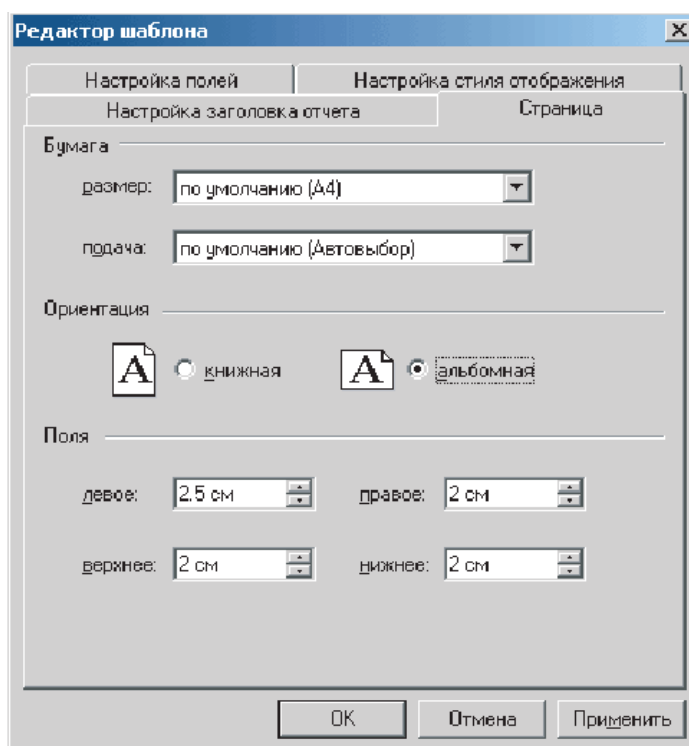 Редактор шаблона
Настройка полей Настройка стиля отображения
Настройка заголовка отчета Страница
Бумага
размер: по умолчанию (A4)
подача: по умолчанию (Автовыбор)
Ориентация
A книжная A альбомная
Поля
левое: 2.5 см правое: 2 см
верхнее: 2 см нижнее: 2 см
OK Отмена Применить